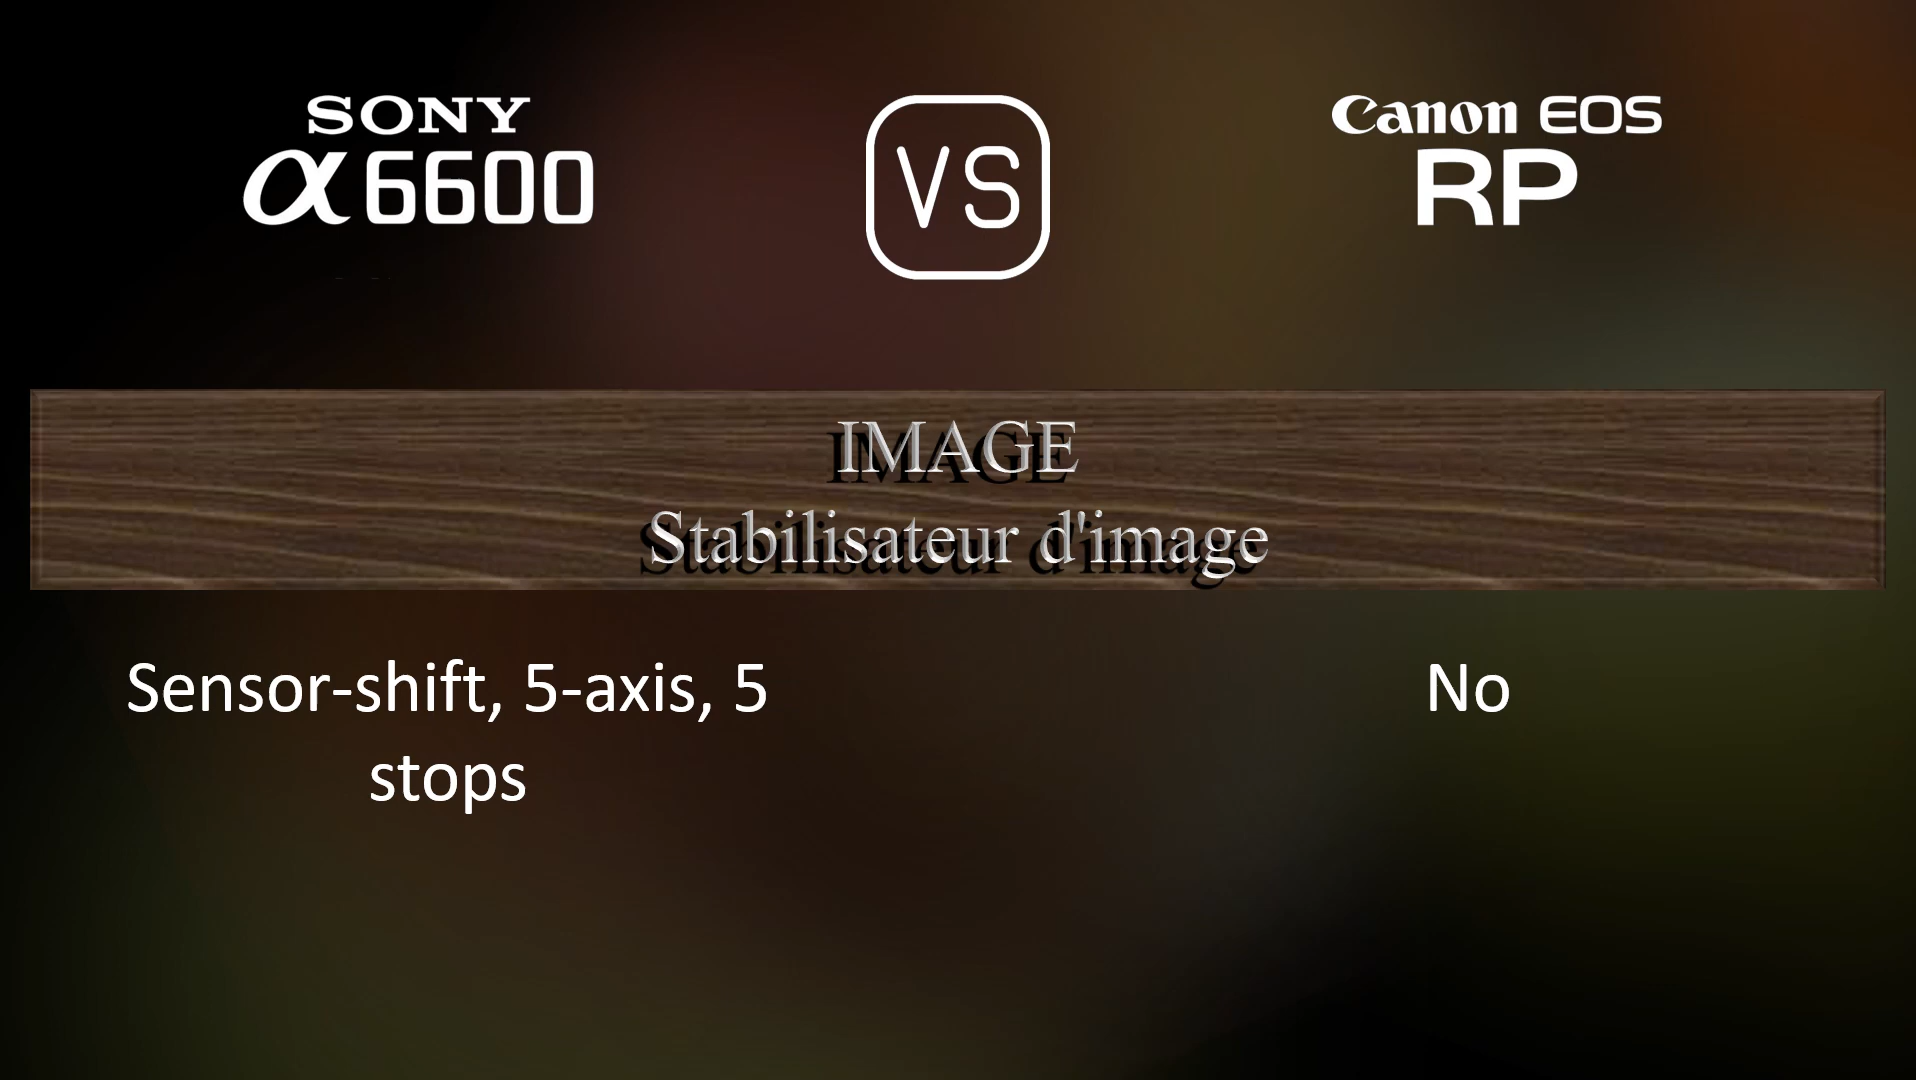 SONY
α6600
VS
Canon EOS
RP
IMAGE
Stabilisateur d'image
Sensor-shift, 5-axis, 5
stops
No